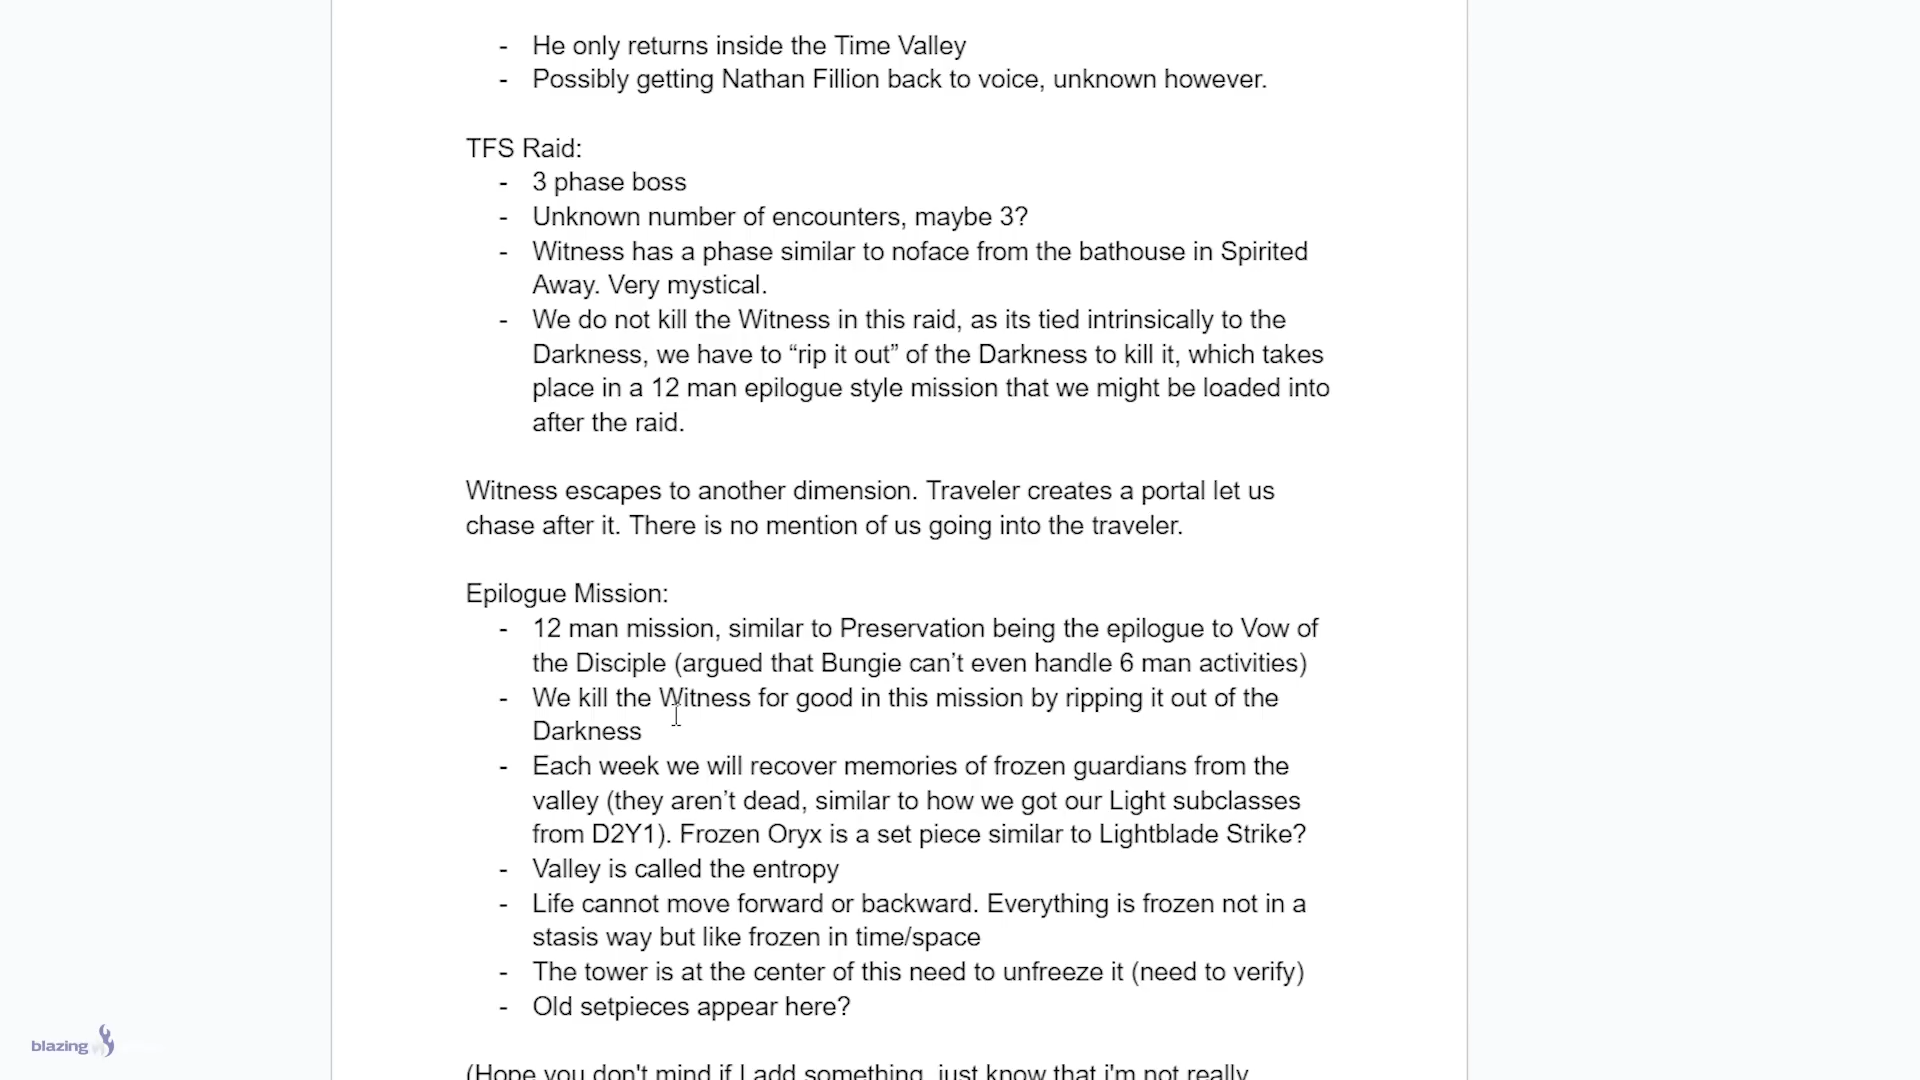 - He only returns inside the Time Valley
- Possibly getting Nathan Fillion back to voice, unknown however.
TFS Raid:
- 3 phase boss
- Unknown number of encounters, maybe 3?
- Witness has a phase similar to noface from the bathouse in Spirited
Away. Very mystical.
- We do not kill the Witness in this raid, as its tied intrinsically to the
Darkness, we have to “rip it out” of the Darkness to kill it, which takes
place in a 12 man epilogue style mission that we might be loaded into
after the raid.
Witness escapes to another dimension. Traveler creates a portal let us
chase after it. There is no mention of us going into the traveler.
Epilogue Mission:
- 12 man mission, similar to Preservation being the epilogue to Vow of
the Disciple (argued that Bungie can’t even handle 6 man activities)
- We kill the Witness for good in this mission by ripping it out of the
Darkness
- Each week we will recover memories of frozen guardians from the
valley (they aren’t dead, similar to how we got our Light subclasses
from D2Y1). Frozen Oryx is a set piece similar to Lightblade Strike?
- Valley is called the entropy
- Life cannot move forward or backward. Everything is frozen not in a
stasis way but like frozen in time/space
- The tower is at the center of this need to unfreeze it (need to verify)
- Old setpieces appear here?
(Hope you don't mind if I add something, just know that i'm not really
blazing